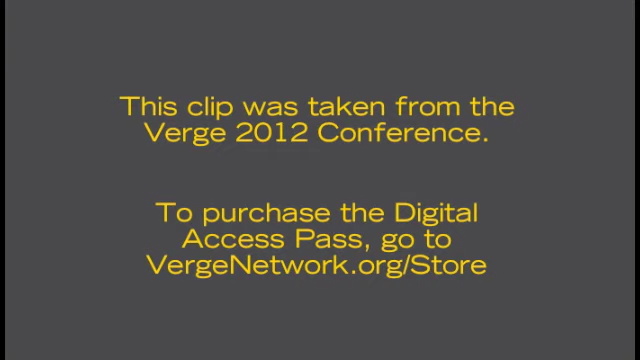 This clip was taken from the
Verge 2012 Conference.
To purchase the Digital
Access Pass, go to
VergeNetwork.org/Store